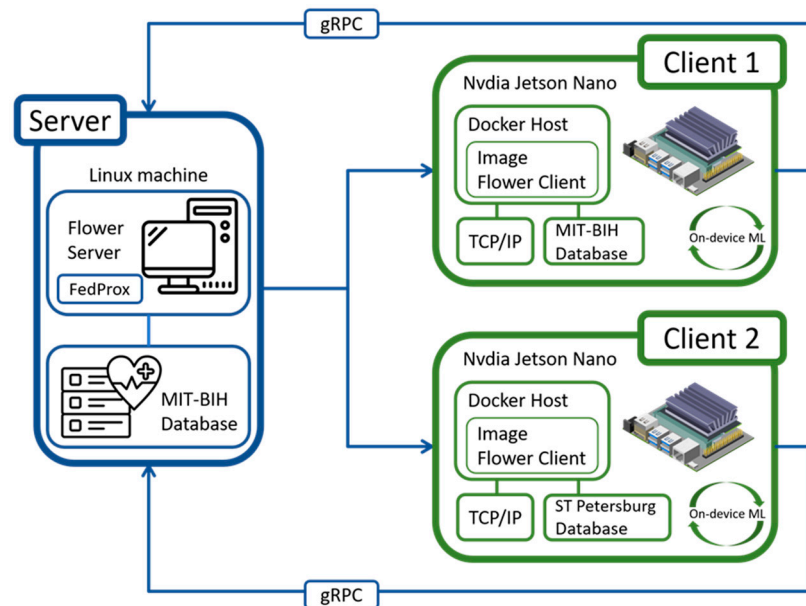 gRPC
Server
Linux machine
Flower
Server
FedProx
MIT-BIH
Database
Client 1
Nvdia Jetson Nano
Docker Host
Image
Flower Client
TCP/IP
MIT-BIH
Database
On-device ML
Client 2
Nvdia Jetson Nano
Docker Host
Image
Flower Client
TCP/IP
ST Petersburg
Database
On-device ML
gRPC